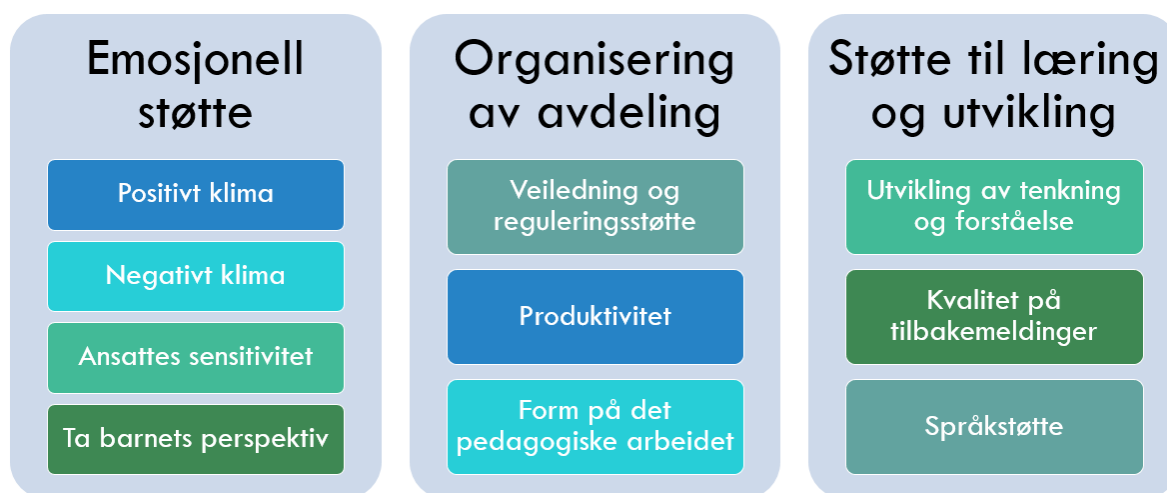 Emosjonell
støtte
Positivt klima
Negativt klima
Ansattes sensitivitet
Ta barnets perspektiv
Organisering
av avdeling
Veiledning og
reguleringsstøtte
Produktivitet
Form på det
pedagogiske arbeidet
Støtte til læring
og utvikling
Utvikling av tenkning
og forståelse
Kvalitet på
tilbakemeldinger
Språkstøtte